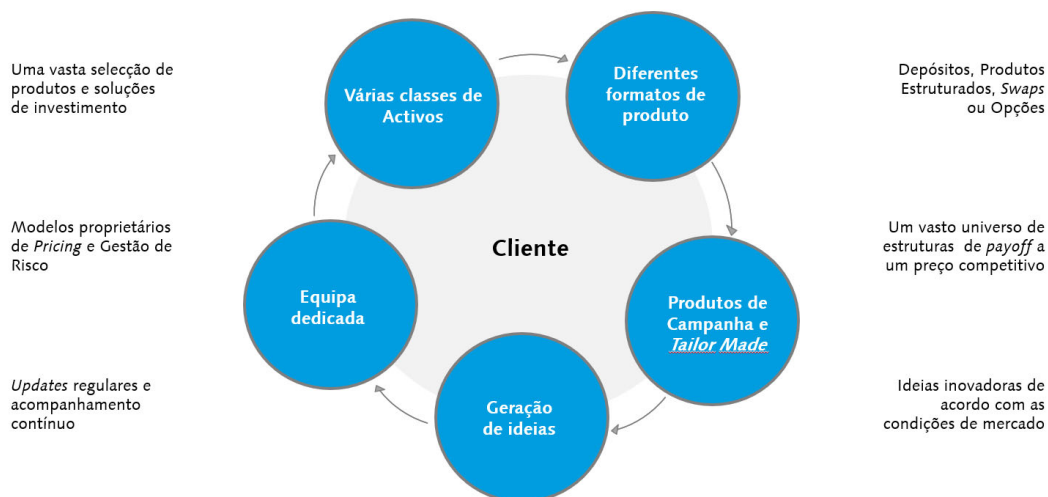 Uma vasta selecção de
produtos e soluções
de investimento
Várias classes de
Activos
Diferentes
formatos de
produto
Depósitos, Produtos
Estruturados, Swaps
ou Opções
Modelos proprietários
de Pricing e Gestão de
Risco
Cliente
Um vasto universo de
estruturas de payoff a
um preço competitivo
Equipa
dedicada
Produtos de
Campanha e
Tailor Made
Updates regulares e
acompanhamento
contínuo
Geração
de ideias
Ideias inovadoras de
acordo com as
condições de mercado